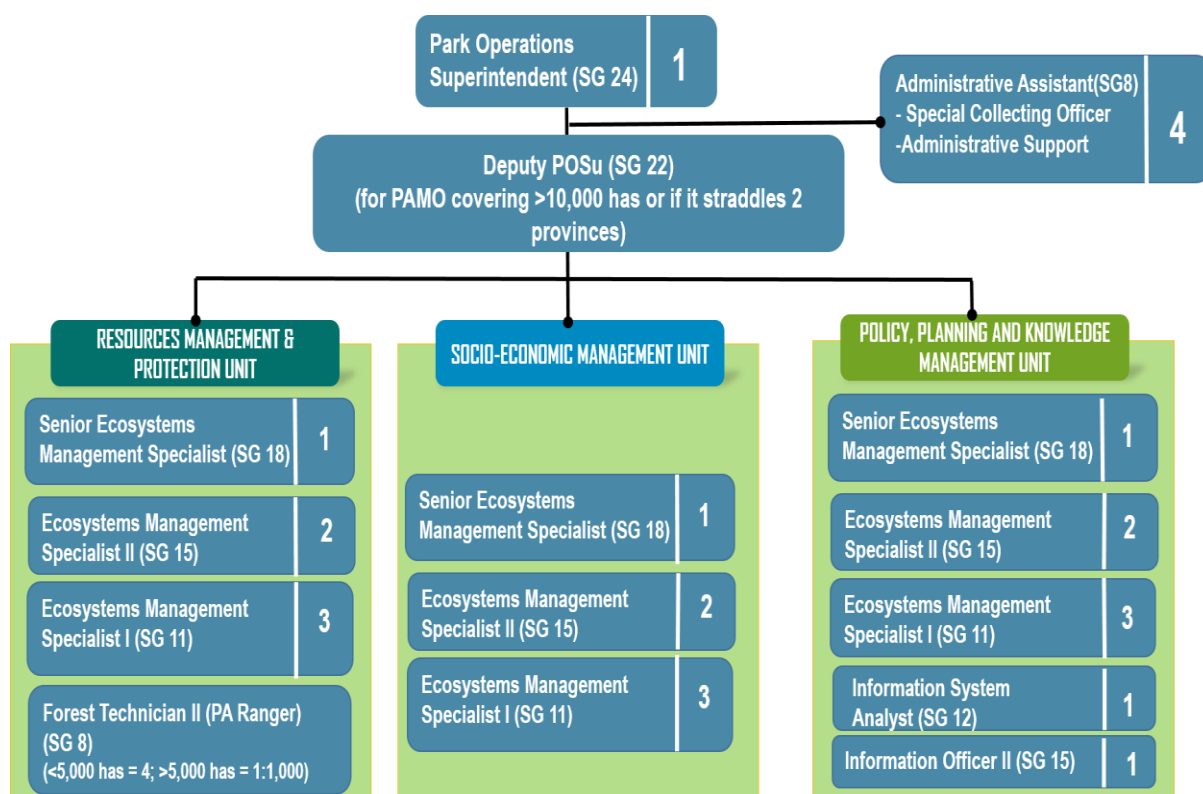 Park Operations
Superintendent (SG 24)
1
Administrative Assistant(SG8)
- Special Collecting Officer
-Administrative Support
4
Deputy POSu (SG 22)
(for PAMO covering >10,000 has or if it straddles 2
provinces)
RESOURCES MANAGEMENT &
PROTECTION UNIT
Senior Ecosystems
Management Specialist (SG 18)
1
Ecosystems Management
Specialist II (SG 15)
2
Ecosystems Management
Specialist I (SG 11)
3
Forest Technician II (PA Ranger)
(SG 8)
(<5,000 has = 4; >5,000 has = 1:1,000)
SOCIO-ECONOMIC MANAGEMENT UNIT
Senior Ecosystems
Management Specialist (SG 18)
1
Ecosystems Management
Specialist II (SG 15)
2
Ecosystems Management
Specialist I (SG 11)
3
POLICY, PLANNING AND KNOWLEDGE
MANAGEMENT UNIT
Senior Ecosystems
Management Specialist (SG 18)
1
Ecosystems Management
Specialist II (SG 15)
2
Ecosystems Management
Specialist I (SG 11)
3
Information System
Analyst (SG 12)
1
Information Officer II (SG 15)
1